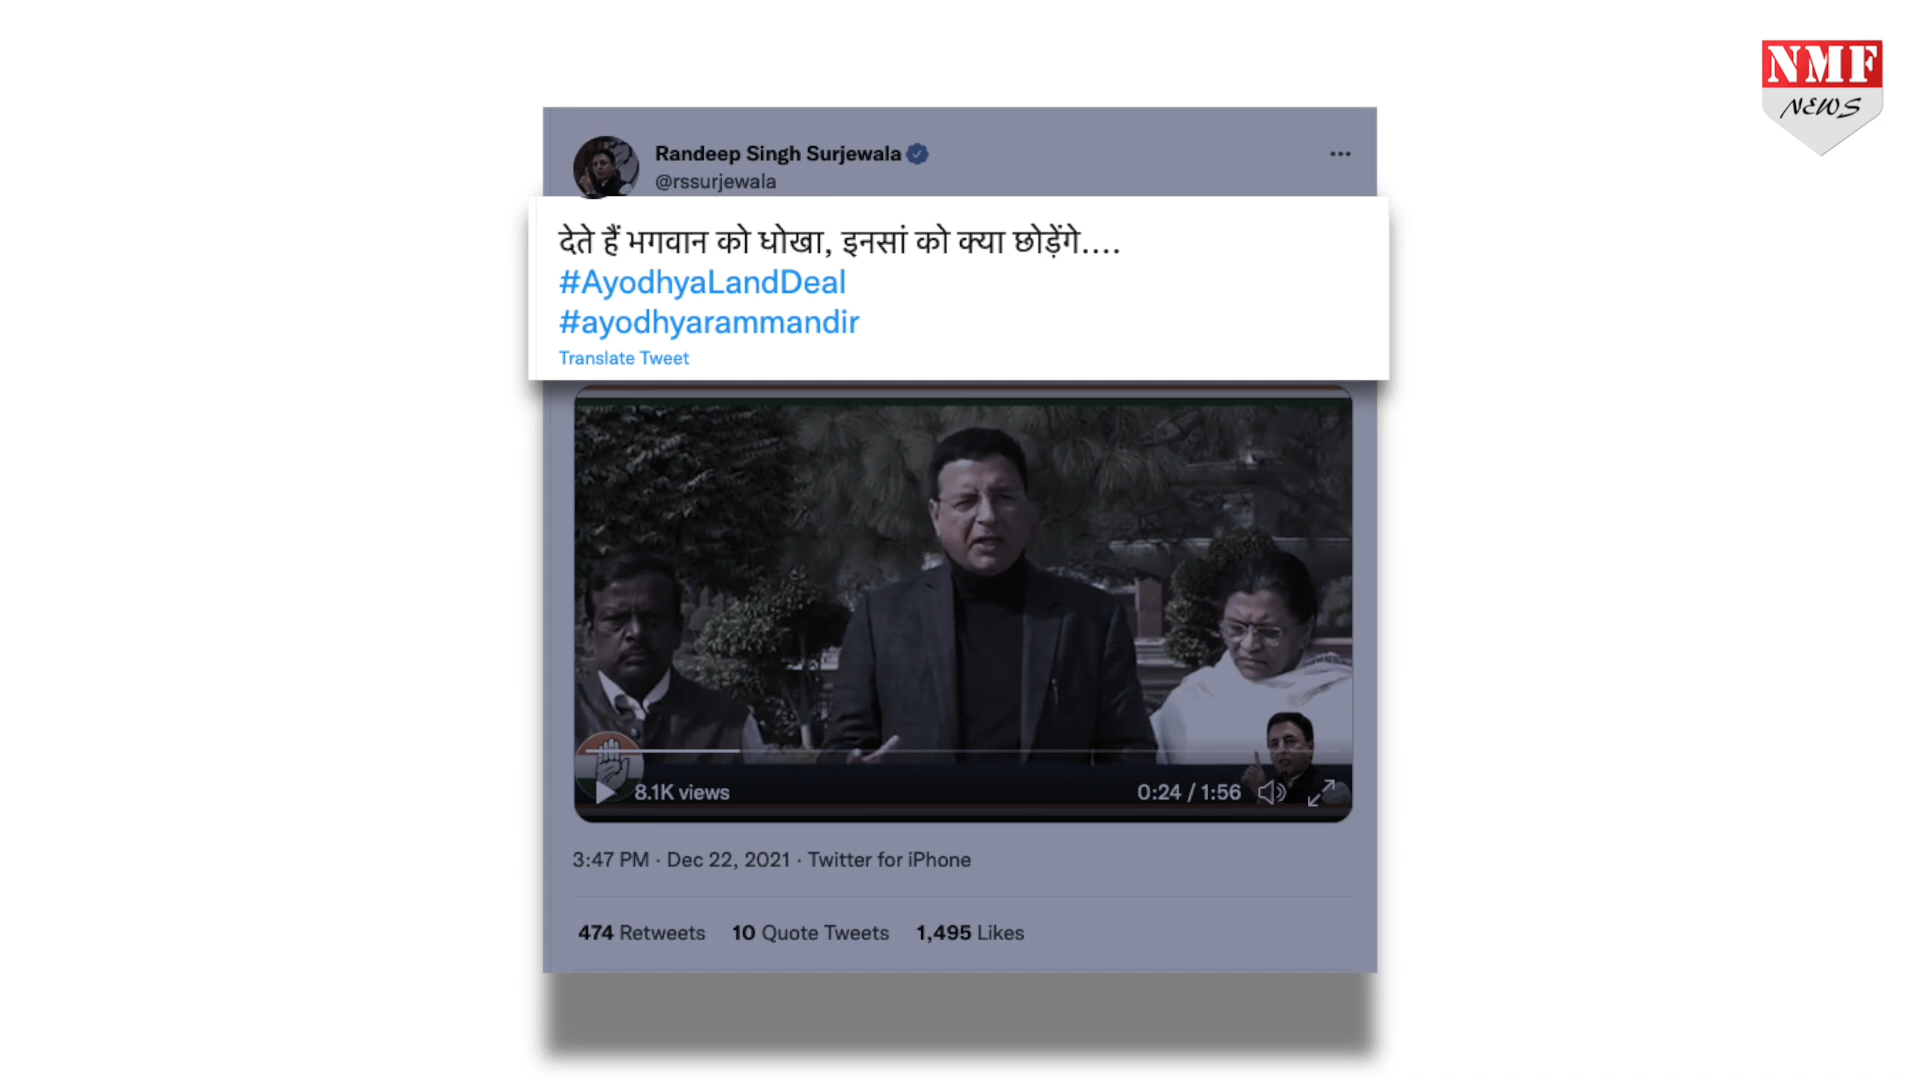 NMF
NEWS
Randeep Singh Surjewala
@rssurjewala
देते हैं भगवान को धोखा, इनसां को क्या छोड़ेंगे....
#AyodhyaLandDeal
#ayodhyarammandir
Translate Tweet
8.1K views
0:24 / 1:56
3:47 PM · Dec 22, 2021 · Twitter for iPhone
474 Retweets 10 Quote Tweets 1,495 Likes